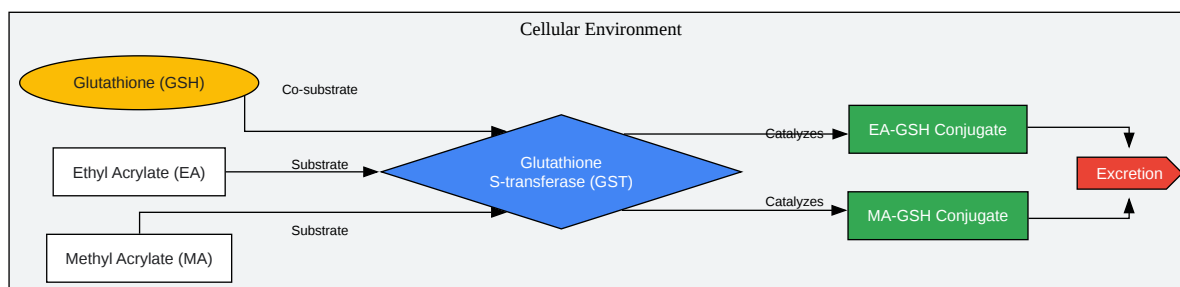 Cellular Environment
Glutathione (GSH)
Co-substrate
Ethyl Acrylate (EA)
Substrate
Methyl Acrylate (MA)
Substrate
Glutathione
S-transferase (GST)
Catalyzes
EA-GSH Conjugate
Catalyzes
MA-GSH Conjugate
Excretion